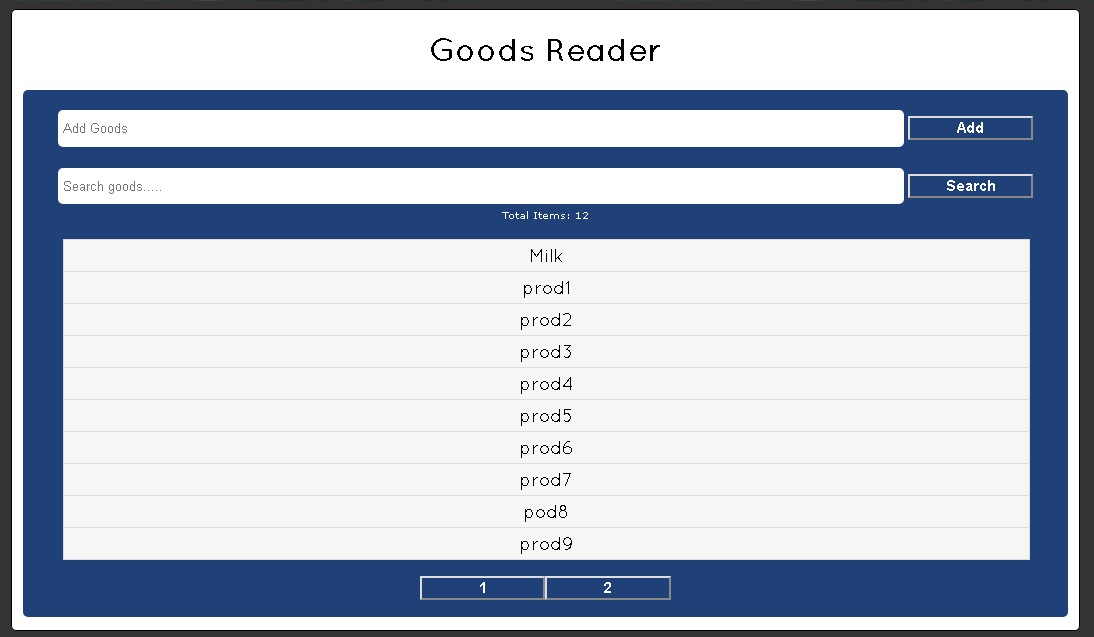 Goods Reader
Add Goods
Add
Search goods.....
Search
Total Items: 12
Milk
prod1
prod2
prod3
prod4
prod5
prod6
prod7
pod8
prod9
1
2